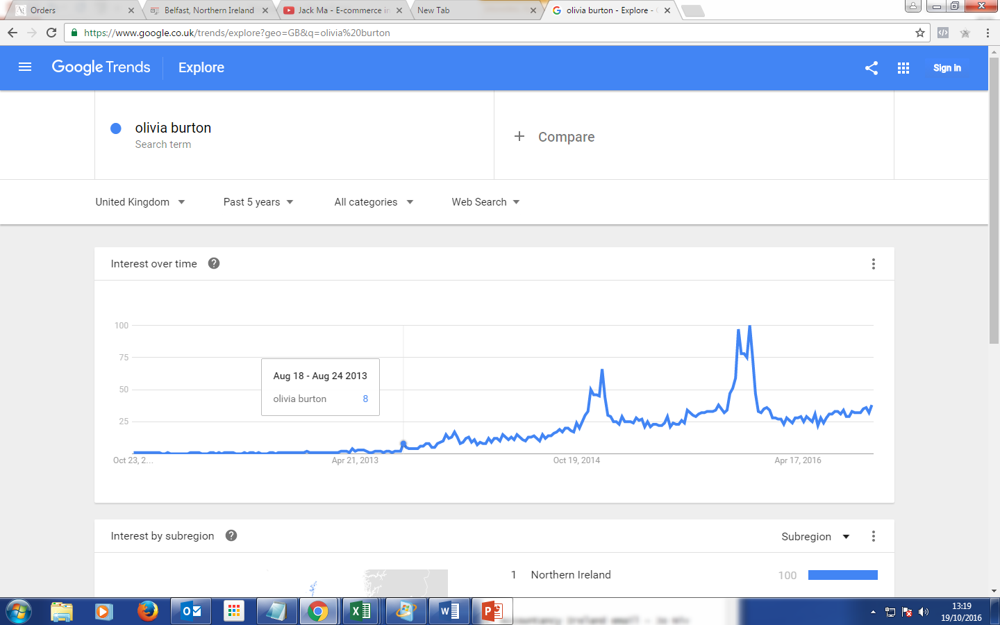 Orders
Belfast, Northern Ireland
Jack Ma - E-commerce in
New Tab
olivia burton - Explore -
https://www.google.co.uk/trends/explore?geo=GB&q=olivia%20burton
Google Trends
Explore
Sign in
olivia burton
Search term
+ Compare
United Kingdom
Past 5 years
All categories
Web Search
Interest over time
100
75
50
25
Aug 18 - Aug 24 2013
olivia burton 8
Oct 23, 2...
Apr 21, 2013
Oct 19, 2014
Apr 17, 2016
Interest by subregion
Subregion
1 Northern Ireland 100
13:19
19/10/2016